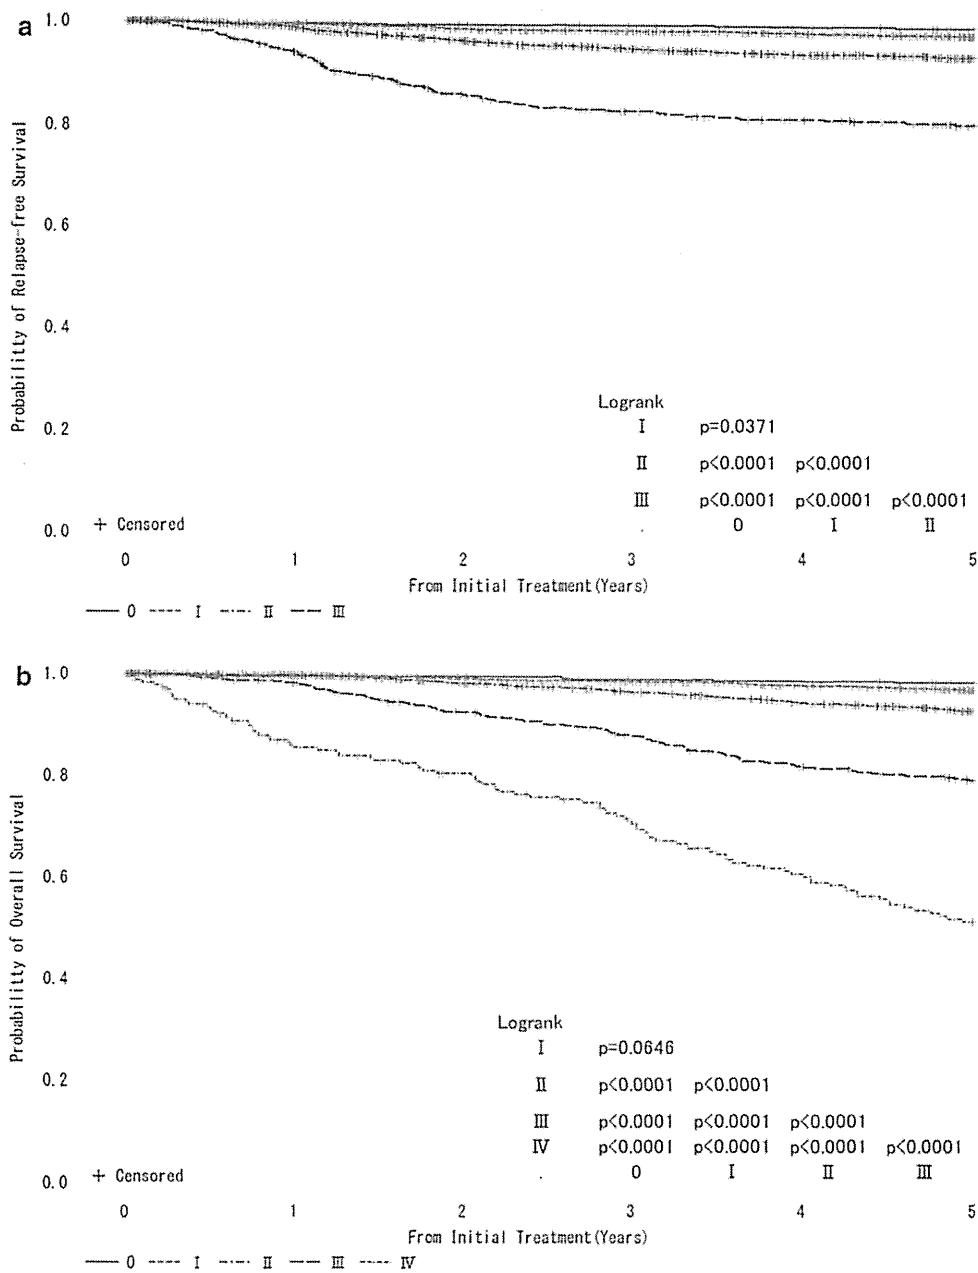 a
Probability of Relapse-free Survival
1.0
0.8
0.6
0.4
0.2
0.0
Logrank
I p=0.0371
II p<0.0001 p<0.0001
III p<0.0001 p<0.0001 p<0.0001
0 I II
+ Censored
0 1 2 3 4 5
From Initial Treatment(Years)
0 I II III
b
Probability of Overall Survival
1.0
0.8
0.6
0.4
0.2
0.0
Logrank
I p=0.0646
II p<0.0001 p<0.0001
III p<0.0001 p<0.0001 p<0.0001
IV p<0.0001 p<0.0001 p<0.0001 p<0.0001
0 I II III
+ Censored
0 1 2 3 4 5
From Initial Treatment(Years)
0 I II III IV